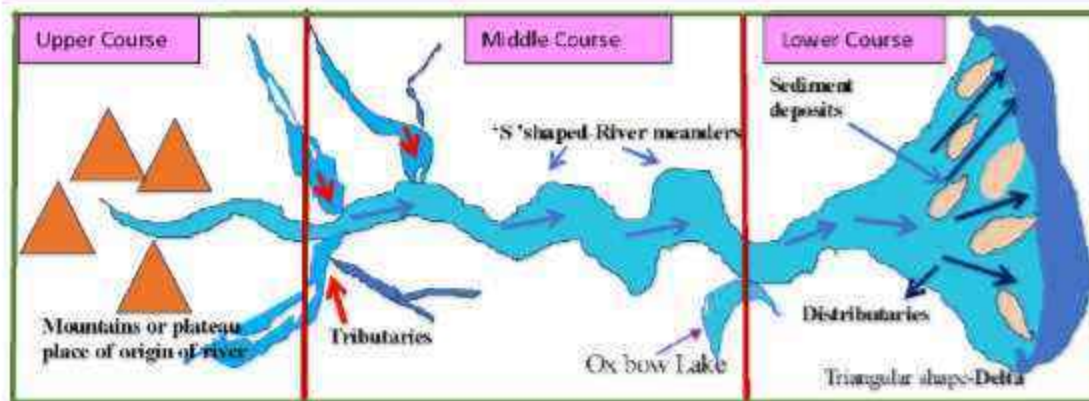 Upper Course
Middle Course
Lower Course
Sediment
deposits
'S'shaped River meanders
Mountains or plateau
place of origin of river
Tributaries
Ox bow Lake
Distributaries
Triangular shape-Delta